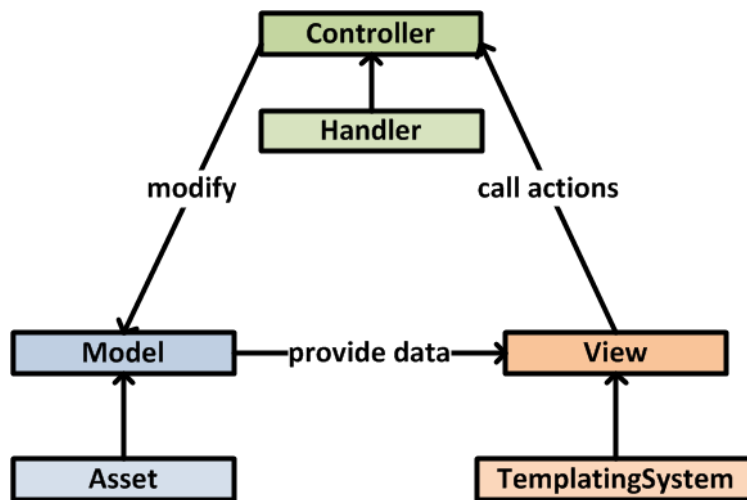 Controller
Handler
modify
call actions
Model
provide data
View
Asset
TemplatingSystem